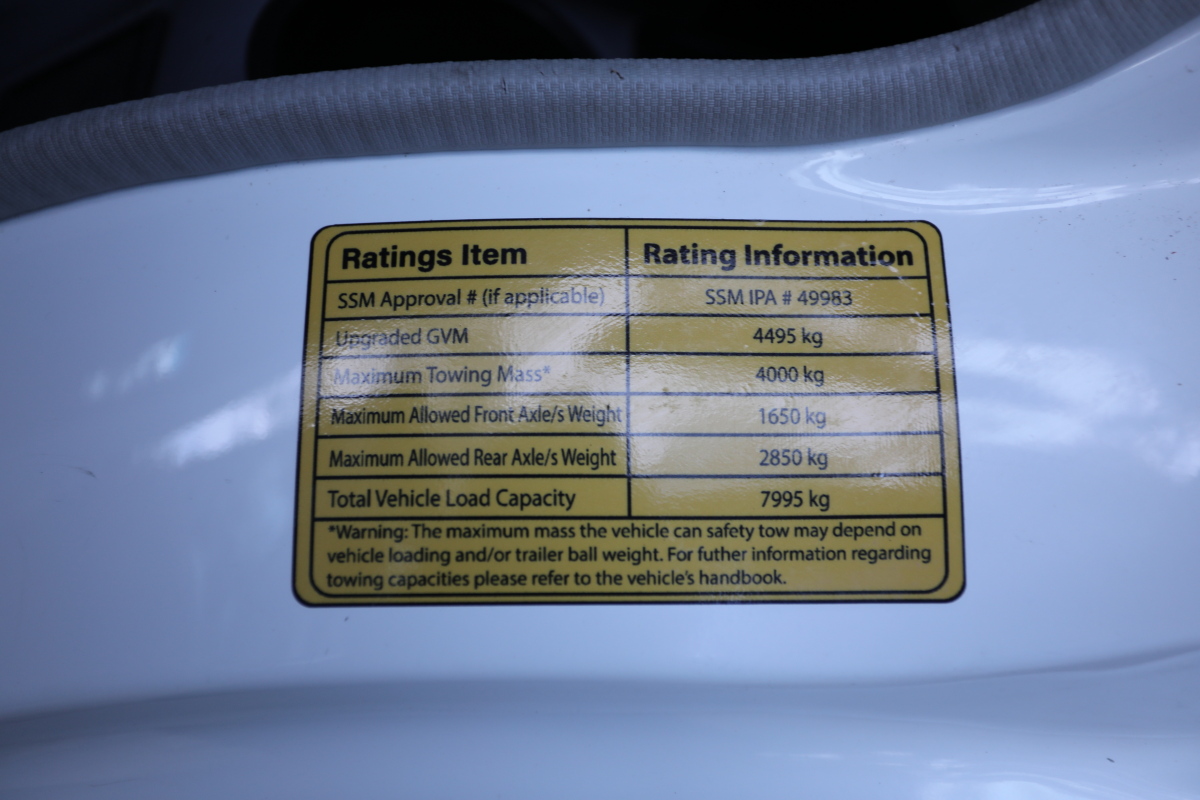 Ratings Item Rating Information
SSM Approval # (if applicable) SSM IPA # 49983
Upgraded GVM 4495 kg
Maximum Towing Mass* 4000 kg
Maximum Allowed Front Axle/s Weight 1650 kg
Maximum Allowed Rear Axle/s Weight 2850 kg
Total Vehicle Load Capacity 7995 kg
*Warning: The maximum mass the vehicle can safety tow may depend on
vehicle loading and/or trailer ball weight. For futher information regarding
towing capacities please refer to the vehicle's handbook.